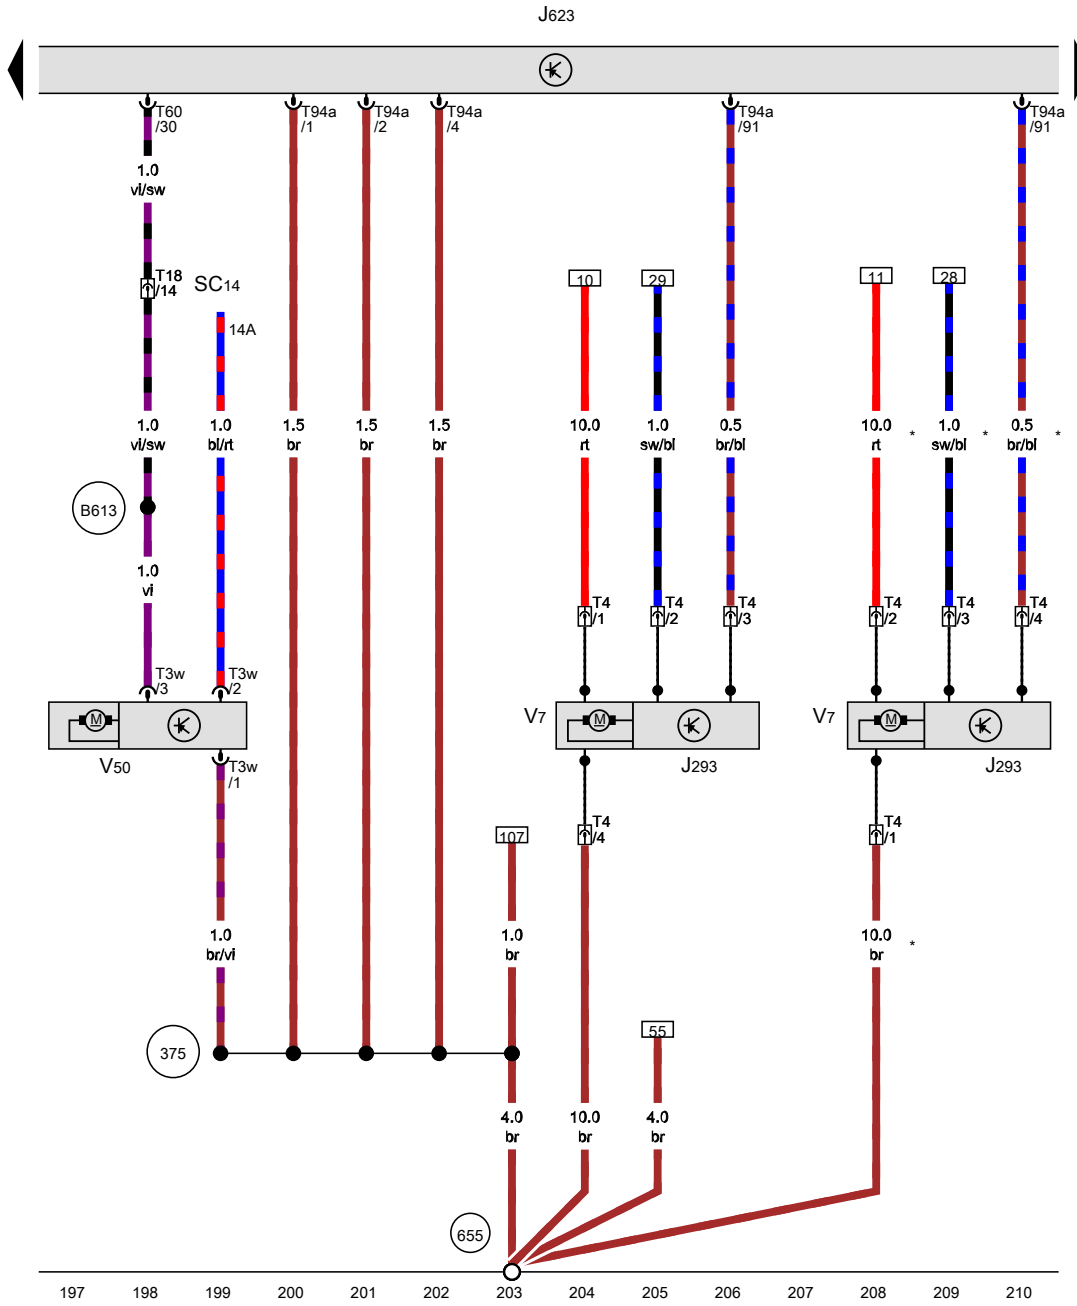 J623
T60
/30
T94a
/1
T94a
/2
T94a
/4
T94a
/91
T94a
/91
1.0
vi/sw
T18
/14
SC14
14A
10
29
11
28
1.0
vi/sw
1.0
bl/rt
1.5
br
1.5
br
1.5
br
10.0
rt
1.0
sw/bl
0.5
br/bl
10.0
rt
*
1.0
sw/bl
*
0.5
br/bl
*
B613
1.0
vi
T4
/1
T4
/2
T4
/3
T4
/2
T4
/3
T4
/4
T3w
/3
T3w
/2
M
V7
M
V7
M
V50
T3w
/1
J293
J293
107
T4
/4
T4
/1
1.0
br/vi
1.0
br
10.0
br
*
375
55
4.0
br
10.0
br
4.0
br
655
197 198 199 200 201 202 203 204 205 206 207 208 209 210